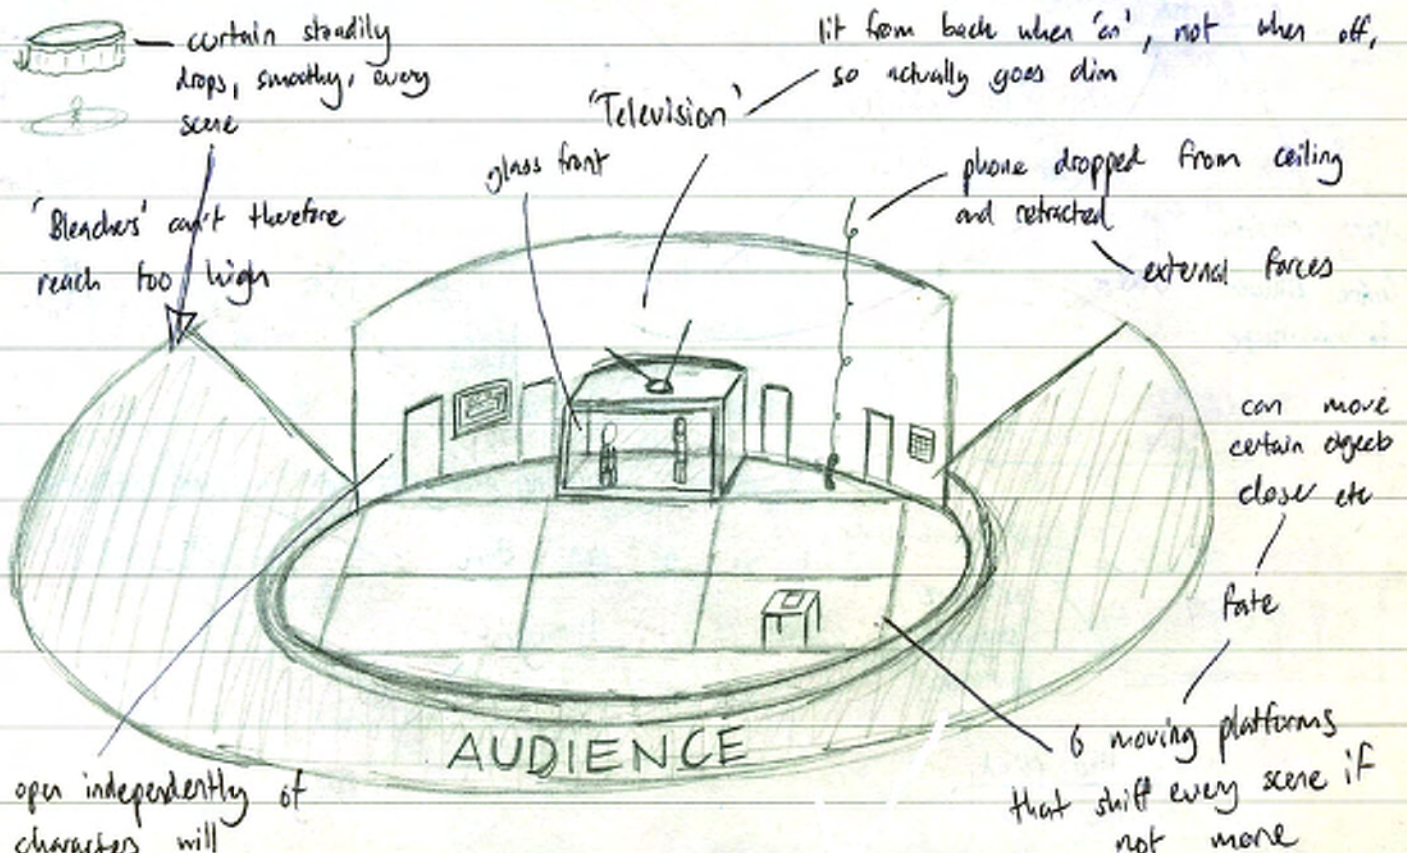 curtain steadily
drops, smoothy, every
scene
'Bleachers' can't therefore
reach too high
lit from back when 'on', not when off,
so actually goes dim
'Television'
glass front
phone dropped from ceiling
and retracted
external forces
can move
certain objects
closer etc
fate
6 moving platforms
that shift every scene if
not more
AUDIENCE
open independently of
characters will